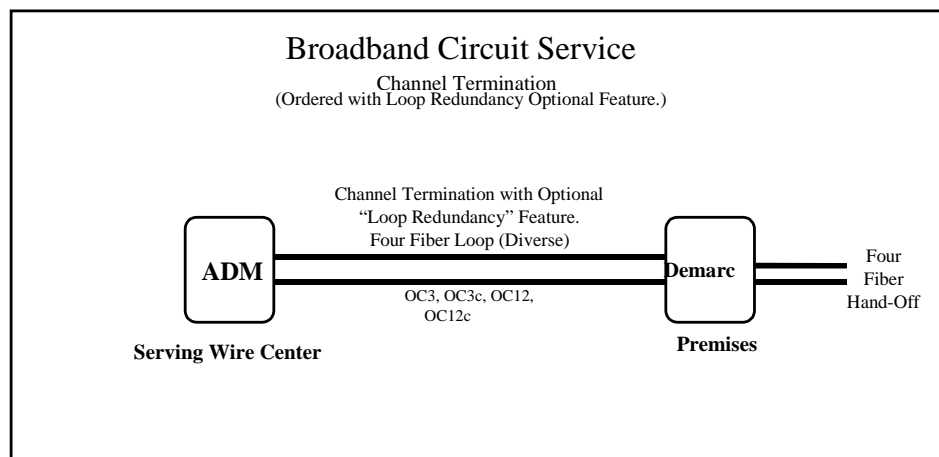 Broadband Circuit Service
Channel Termination
(Ordered with Loop Redundancy Optional Feature.)
Channel Termination with Optional
“Loop Redundancy” Feature.
Four Fiber Loop (Diverse)
ADM
Demarc
Four
Fiber
Hand-Off
OC3, OC3c, OC12,
OC12c
Serving Wire Center
Premises